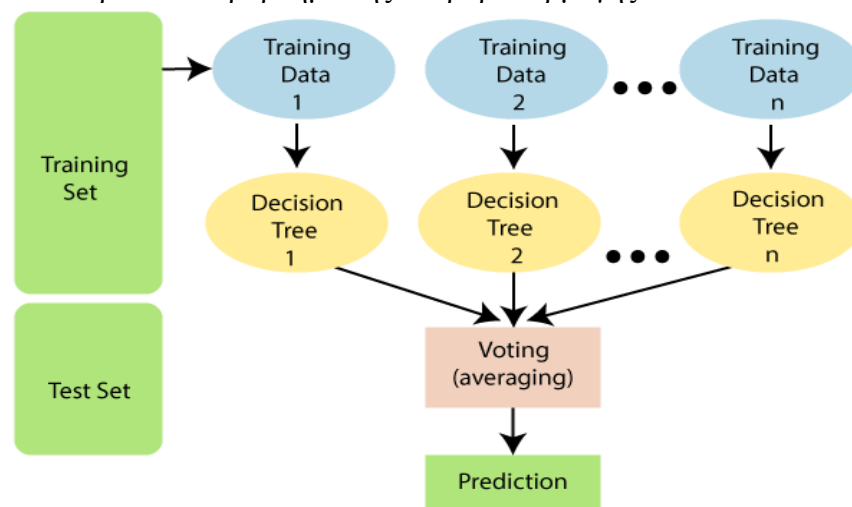 Training
Data
1
Training
Data
2
Training
Data
n
Training
Set
Decision
Tree
1
Decision
Tree
2
Decision
Tree
n
Voting
(averaging)
Test Set
Prediction